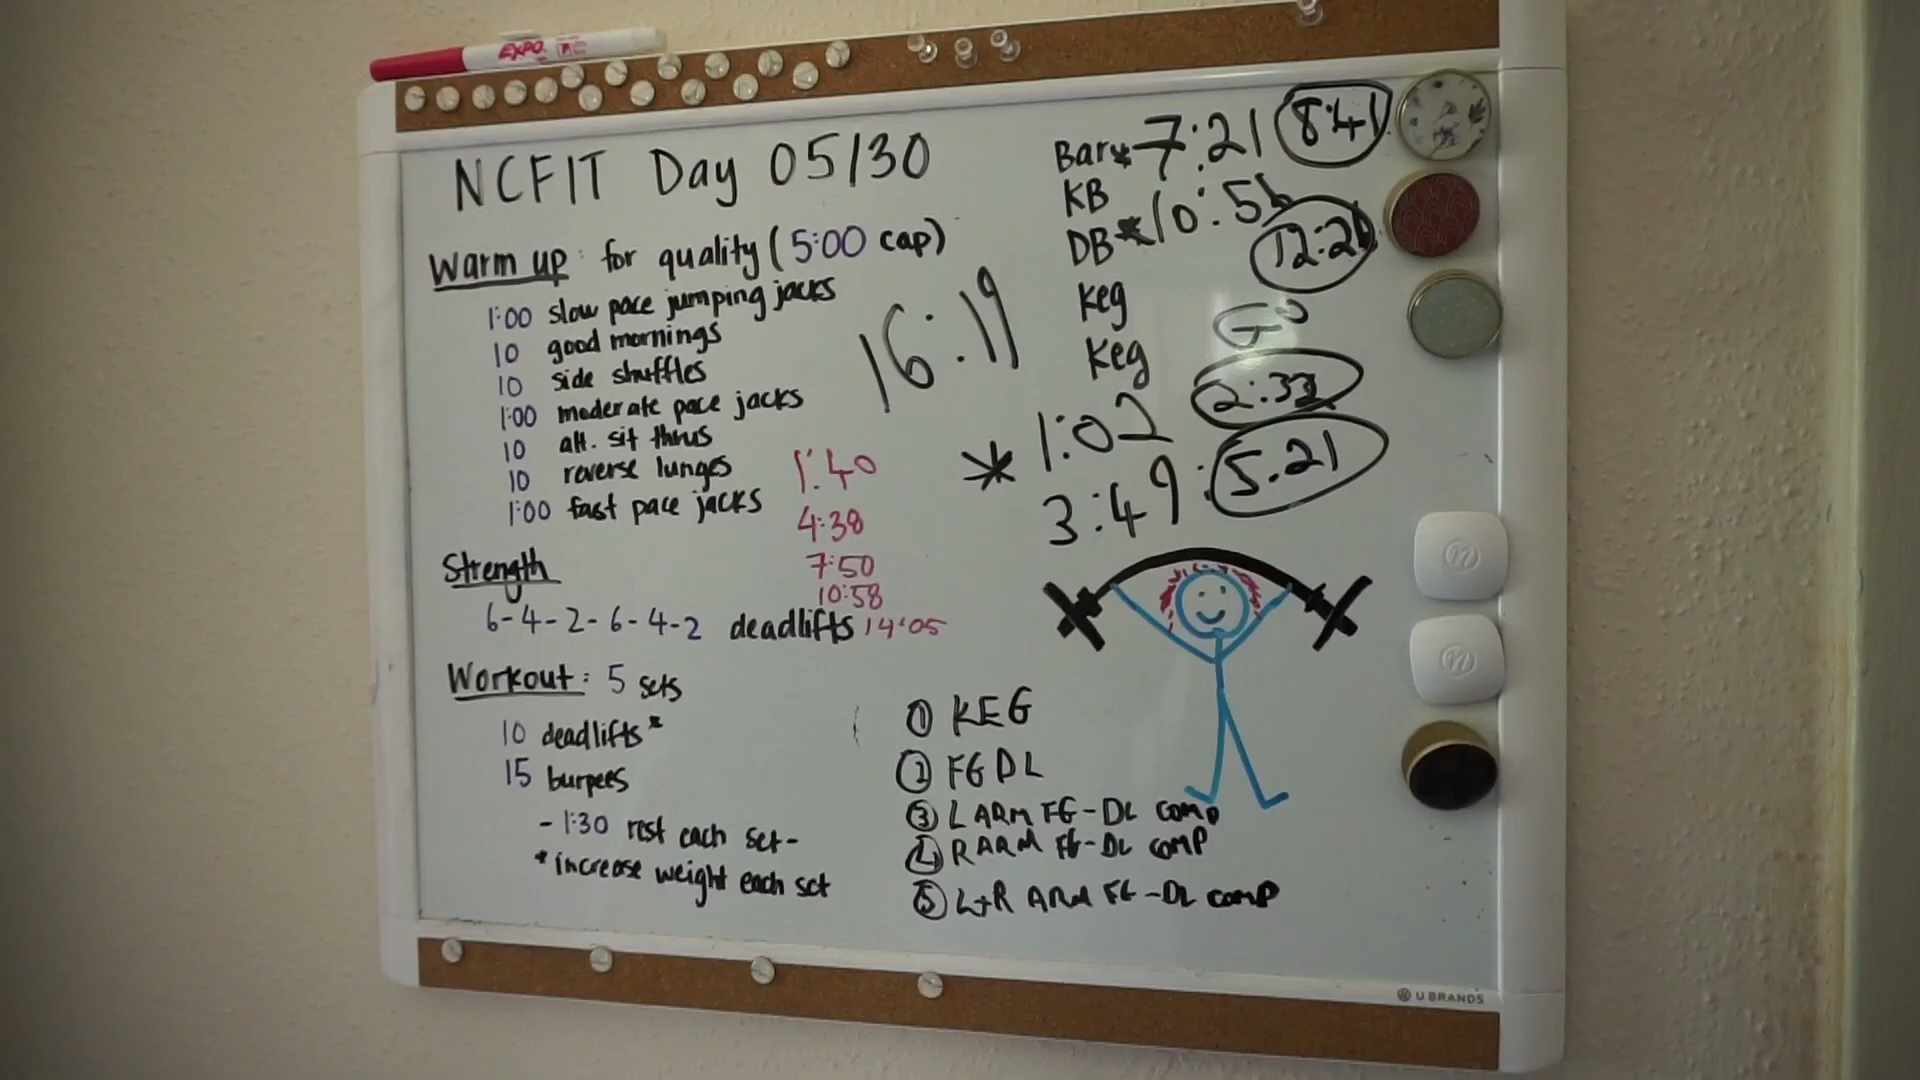 EXPO
NCFIT Day 05/30
Warm up: for quality (5:00 cap)
1:00 slow pace jumping jacks
10 good mornings
10 side shuffles
1:00 moderate pace jacks
10 alt. sit thrus
10 reverse lunges
1:00 fast pace jacks
1:40
4:38
7:50
10:58
Strength
6-4-2-6-4-2 deadlifts 14:05
Workout: 5 sets
10 deadlifts*
15 burpees
- 1:30 rest each set-
*increase weight each set
16:19
Bar* 7:21 8:41
KB
DB* 10:56
12:26
Keg
Keg
GO
2:33
* 1:02
3:49 : 5.21
① KEG
② FGDL
③ L ARM FG-DL comp
④ R ARM FG-DL comp
⑤ L+R ARM FG-DL comp
U BRANDS